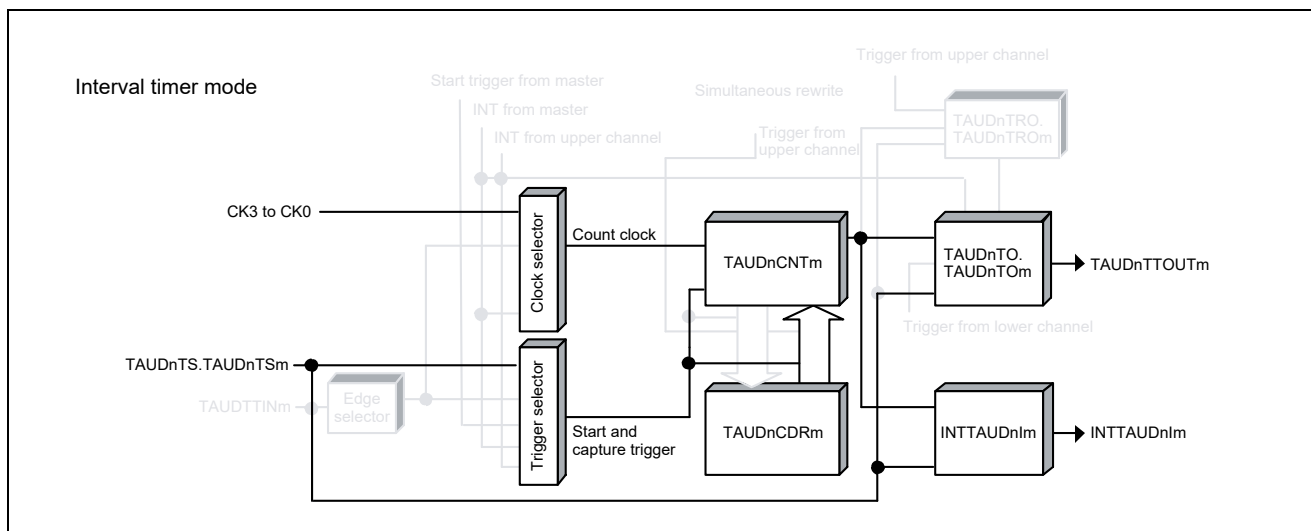 Interval timer mode
Trigger from upper channel
Start trigger from master
Simultaneous rewrite
INT from master
TAUDnTRO.
TAUDnTROm
INT from upper channel
Trigger from
upper channel
CK3 to CK0
Clock selector
Count clock
TAUDnCNTm
TAUDnTO.
TAUDnTOm
TAUDnTTOUTm
Trigger from lower channel
TAUDnTS.TAUDnTSm
TAUDTTINm
Edge
selector
Trigger selector
Start and
capture trigger
TAUDnCDRm
INTTAUDnIm
INTTAUDnIm